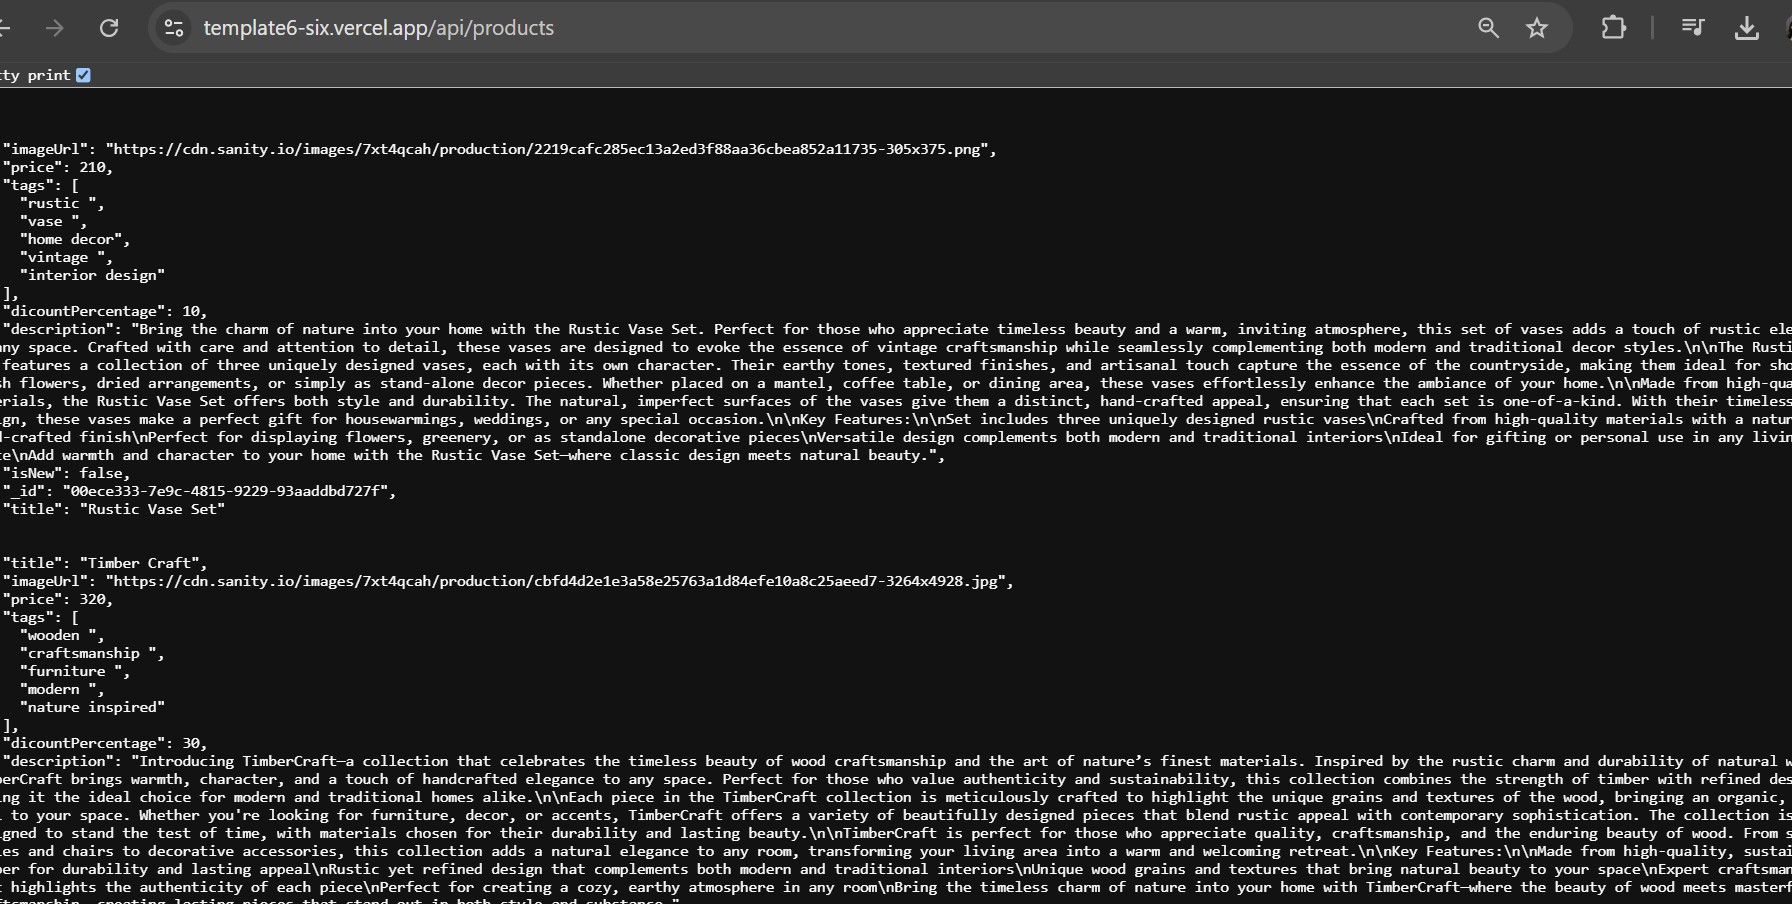 template6-six.vercel.app/api/products
tty print
"imageUrl": "https://cdn.sanity.io/images/7xt4qcah/production/2219cafc285ec13a2ed3f88aa36cbea852a11735-305x375.png",
"price": 210,
"tags": [
"rustic ",
"vase ",
"home decor",
"vintage ",
"interior design"
],
"dicountPercentage": 10,
"description": "Bring the charm of nature into your home with the Rustic Vase Set. Perfect for those who appreciate timeless beauty and a warm, inviting atmosphere, this set of vases adds a touch of rustic ele
any space. Crafted with care and attention to detail, these vases are designed to evoke the essence of vintage craftsmanship while seamlessly complementing both modern and traditional decor styles.\n\nThe Rusti
features a collection of three uniquely designed vases, each with its own character. Their earthy tones, textured finishes, and artisanal touch capture the essence of the countryside, making them ideal for sho
sh flowers, dried arrangements, or simply as stand-alone decor pieces. Whether placed on a mantel, coffee table, or dining area, these vases effortlessly enhance the ambiance of your home.\n\nMade from high-qua
erials, the Rustic Vase Set offers both style and durability. The natural, imperfect surfaces of the vases give them a distinct, hand-crafted appeal, ensuring that each set is one-of-a-kind. With their timeless
ign, these vases make a perfect gift for housewarmings, weddings, or any special occasion.\n\nKey Features:\n\nSet includes three uniquely designed rustic vases\nCrafted from high-quality materials with a natur
d-crafted finish\nPerfect for displaying flowers, greenery, or as standalone decorative pieces\nVersatile design complements both modern and traditional interiors\nIdeal for gifting or personal use in any livin
ce\nAdd warmth and character to your home with the Rustic Vase Set—where classic design meets natural beauty.",
"isNew": false,
"_id": "00ece333-7e9c-4815-9229-93aaddbd727f",
"title": "Rustic Vase Set"
"title": "Timber Craft",
"imageUrl": "https://cdn.sanity.io/images/7xt4qcah/production/cbfd4d2e1e3a58e25763a1d84efe10a8c25aeed7-3264x4928.jpg",
"price": 320,
"tags": [
"wooden ",
"craftsmanship ",
"furniture ",
"modern ",
"nature inspired"
],
"dicountPercentage": 30,
"description": "Introducing TimberCraft—a collection that celebrates the timeless beauty of wood craftsmanship and the art of nature’s finest materials. Inspired by the rustic charm and durability of natural w
berCraft brings warmth, character, and a touch of handcrafted elegance to any space. Perfect for those who value authenticity and sustainability, this collection combines the strength of timber with refined des
ing it the ideal choice for modern and traditional homes alike.\n\nEach piece in the TimberCraft collection is meticulously crafted to highlight the unique grains and textures of the wood, bringing an organic,
l to your space. Whether you're looking for furniture, decor, or accents, TimberCraft offers a variety of beautifully designed pieces that blend rustic appeal with contemporary sophistication. The collection is
igned to stand the test of time, with materials chosen for their durability and lasting beauty.\n\nTimberCraft is perfect for those who appreciate quality, craftsmanship, and the enduring beauty of wood. From s
les and chairs to decorative accessories, this collection adds a natural elegance to any room, transforming your living area into a warm and welcoming retreat.\n\nKey Features:\n\nMade from high-quality, sustai
ber for durability and lasting appeal\nRustic yet refined design that complements both modern and traditional interiors\nUnique wood grains and textures that bring natural beauty to your space\nExpert craftsman
t highlights the authenticity of each piece\nPerfect for creating a cozy, earthy atmosphere in any room\nBring the timeless charm of nature into your home with TimberCraft—where the beauty of wood meets masterf
ftsmanship, creating lasting pieces that stand out in both style and substance."